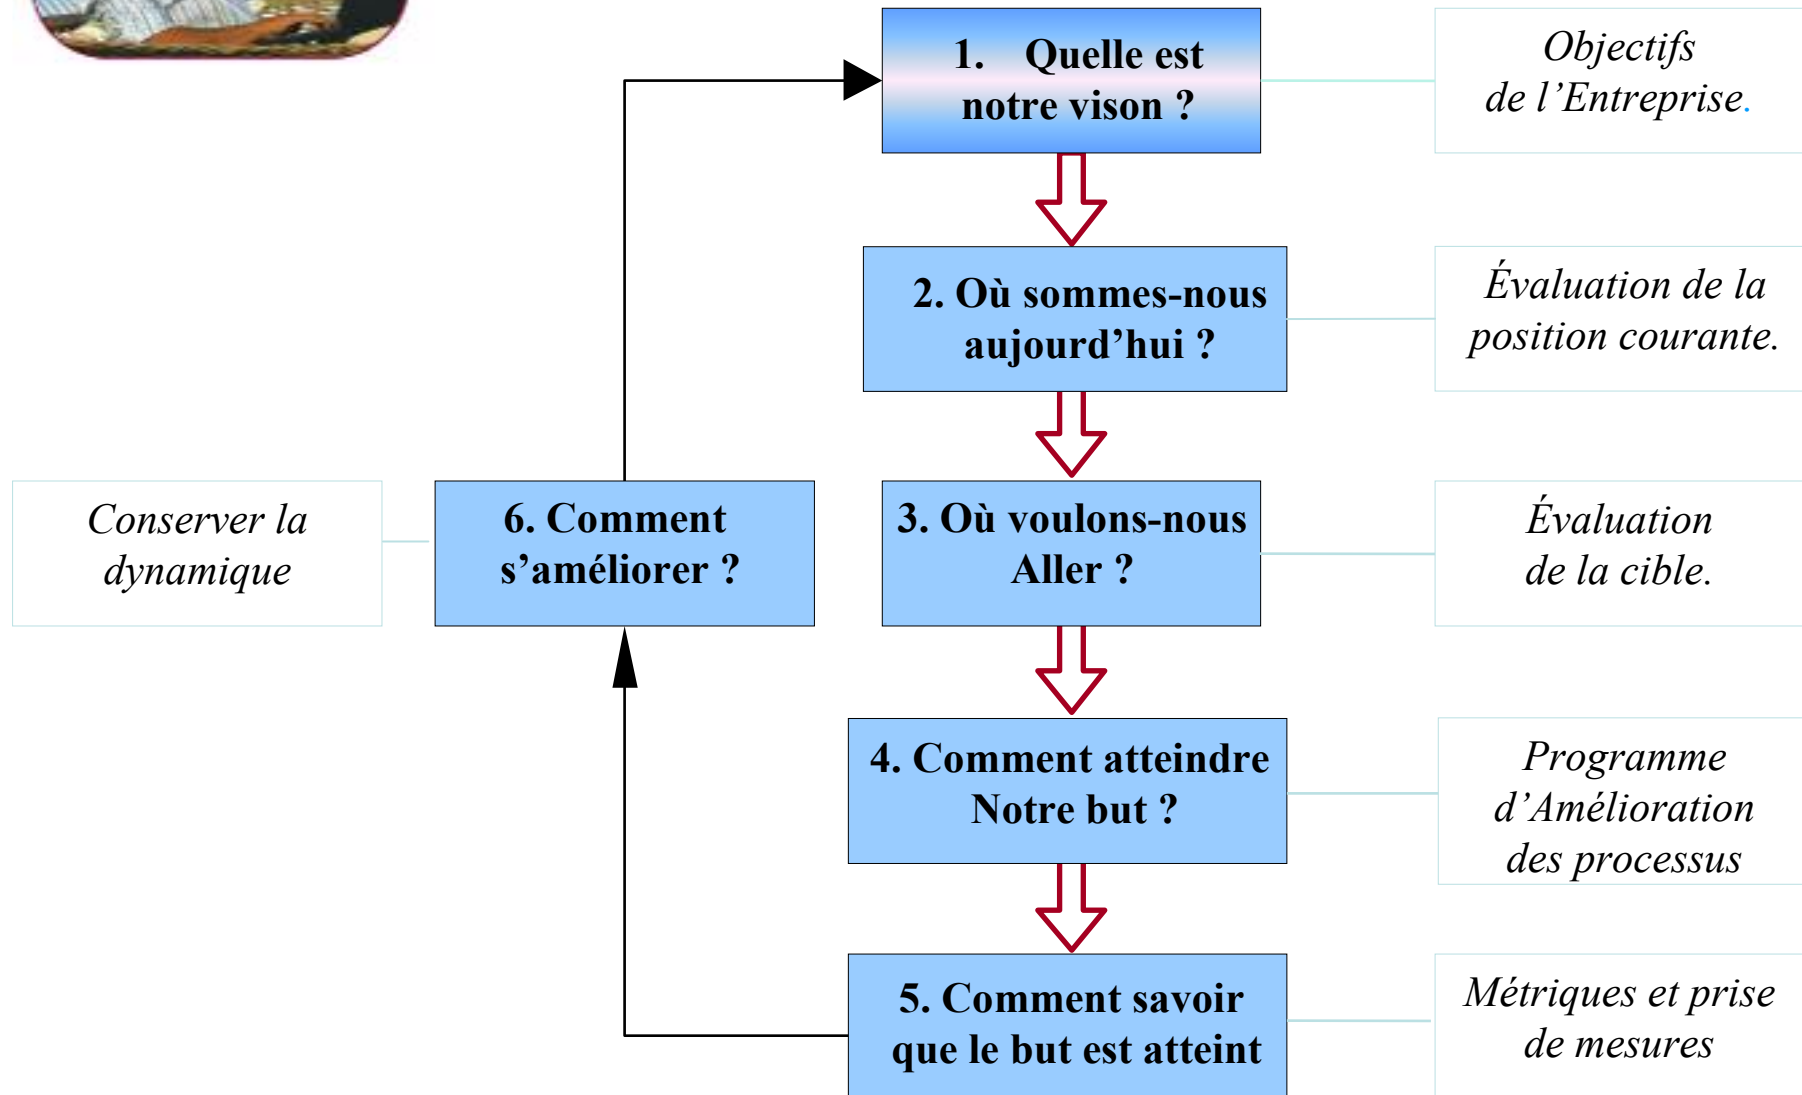 1. Quelle est
notre vison ?
Objectifs
de l’Entreprise.
2. Où sommes-nous
aujourd’hui ?
Évaluation de la
position courante.
Conserver la
dynamique
6. Comment
s’améliorer ?
3. Où voulons-nous
Aller ?
Évaluation
de la cible.
4. Comment atteindre
Notre but ?
Programme
d’Amélioration
des processus
5. Comment savoir
que le but est atteint
Métriques et prise
de mesures